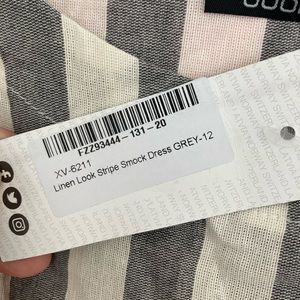 FZZ93444-131-20
XV-6211
Linen Look Stripe Smock Dress GREY-12